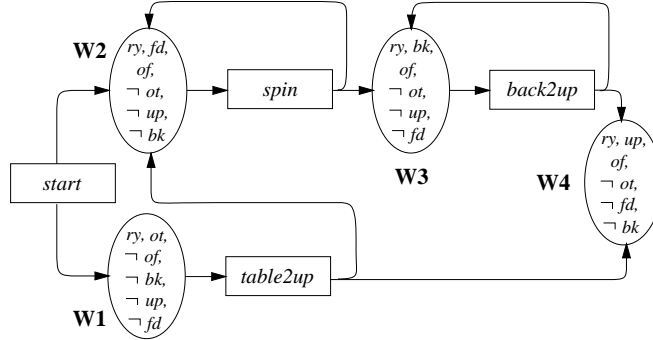 W2
ry, fd,
of,
¬ ot,
¬ up,
¬ bk
spin
ry, bk,
of,
¬ ot,
¬ up,
¬ fd
W3
back2up
ry, up,
of,
¬ ot,
¬ fd,
¬ bk
W4
start
ry, ot,
¬ of,
¬ bk,
¬ up,
¬ fd
W1
table2up